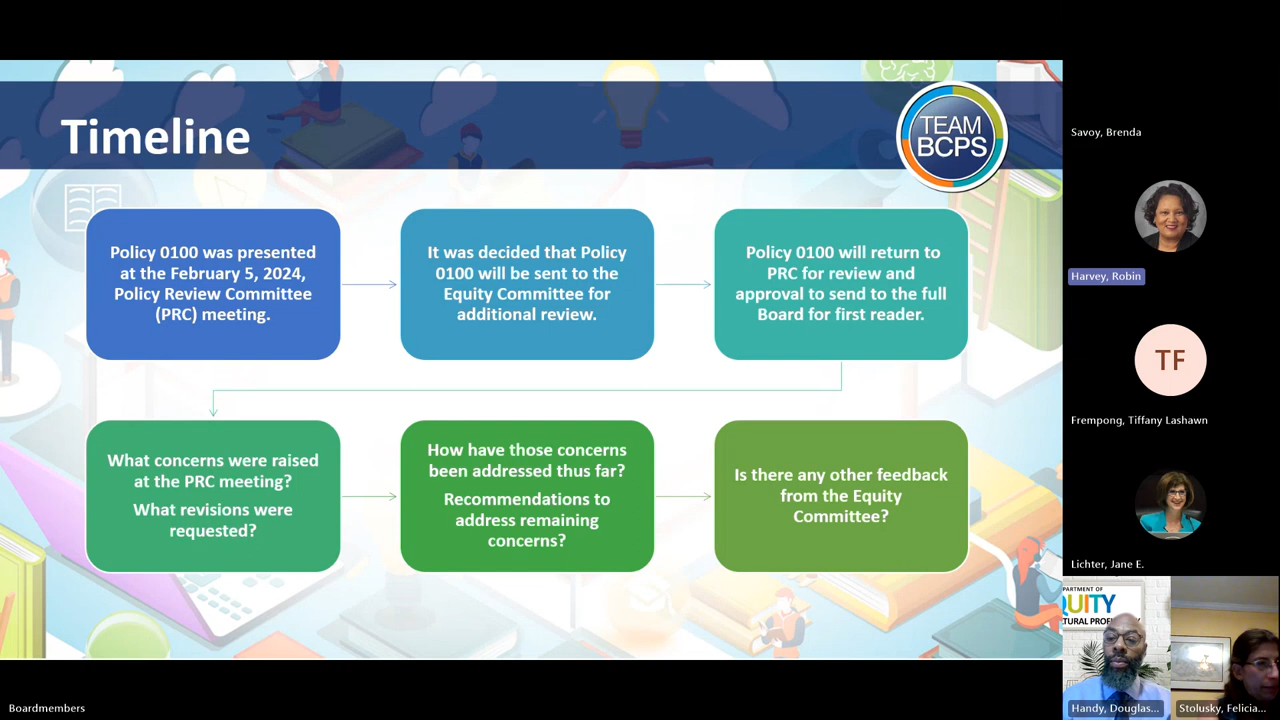 Timeline
TEAM
BCPS
Policy 0100 was presented
at the February 5, 2024,
Policy Review Committee
(PRC) meeting.
It was decided that Policy
0100 will be sent to the
Equity Committee for
additional review.
Policy 0100 will return to
PRC for review and
approval to send to the full
Board for first reader.
What concerns were raised
at the PRC meeting?
What revisions were
requested?
How have those concerns
been addressed thus far?
Recommendations to
address remaining
concerns?
Is there any other feedback
from the Equity
Committee?
Savoy, Brenda
Harvey, Robin
TF
Frempong, Tiffany Lashawn
Lichter, Jane E.
PARTMENT OF
QUITY
TURAL PROFI
Handy, Douglas...
Stolusky, Felicia...
Boardmembers